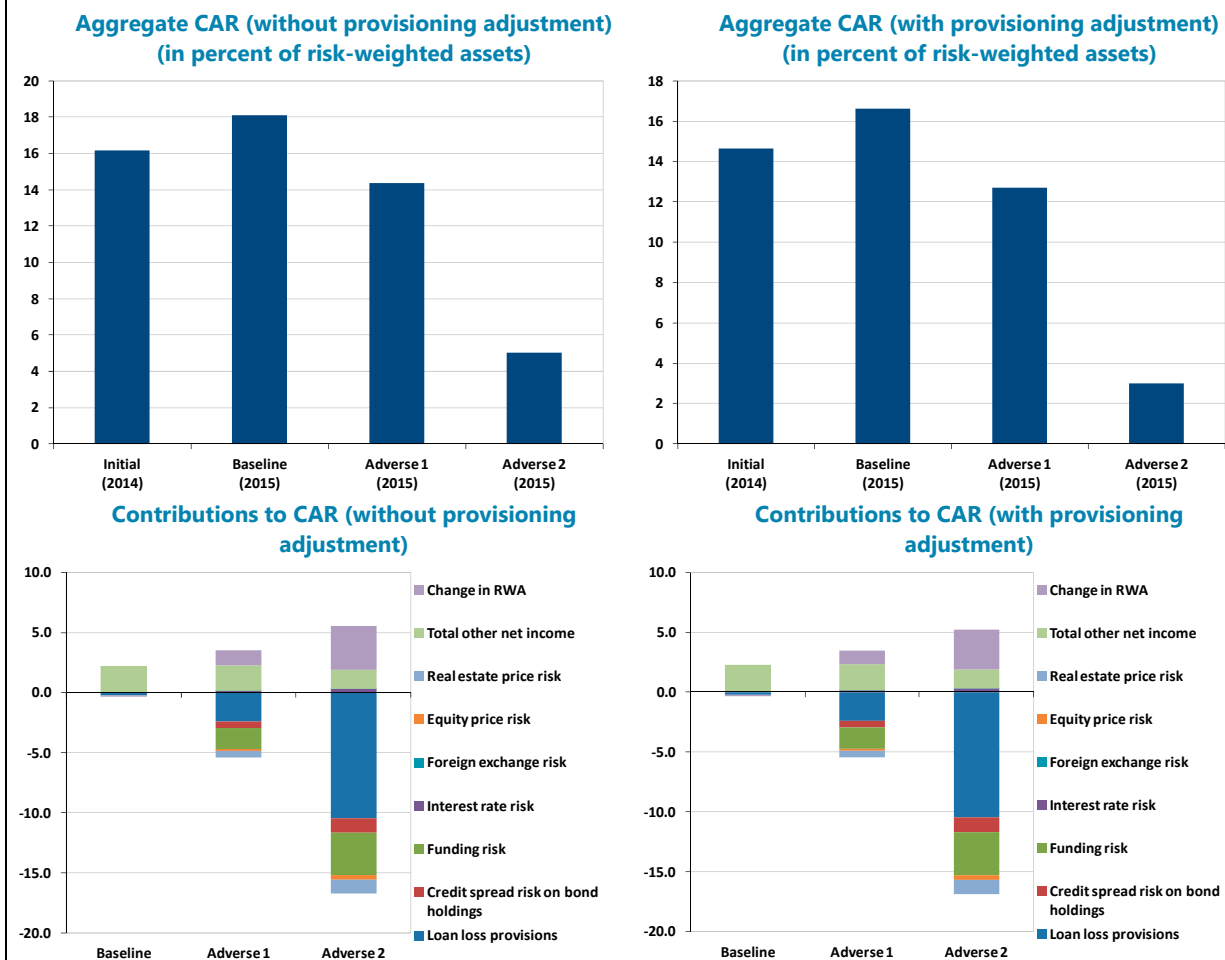 Aggregate CAR (without provisioning adjustment)
(in percent of risk-weighted assets)
20
18
16
14
12
10
8
6
4
2
0
Initial
(2014)
Baseline
(2015)
Adverse 1
(2015)
Adverse 2
(2015)
Aggregate CAR (with provisioning adjustment)
(in percent of risk-weighted assets)
18
16
14
12
10
8
6
4
2
0
Initial
(2014)
Baseline
(2015)
Adverse 1
(2015)
Adverse 2
(2015)
Contributions to CAR (without provisioning
adjustment)
10.0
5.0
0.0
-5.0
-10.0
-15.0
-20.0
Baseline
Adverse 1
Adverse 2
Change in RWA
Total other net income
Real estate price risk
Equity price risk
Foreign exchange risk
Interest rate risk
Funding risk
Credit spread risk on bond
holdings
Loan loss provisions
Contributions to CAR (with provisioning
adjustment)
10.0
5.0
0.0
-5.0
-10.0
-15.0
-20.0
Baseline
Adverse 1
Adverse 2
Change in RWA
Total other net income
Real estate price risk
Equity price risk
Foreign exchange risk
Interest rate risk
Funding risk
Credit spread risk on bond
holdings
Loan loss provisions